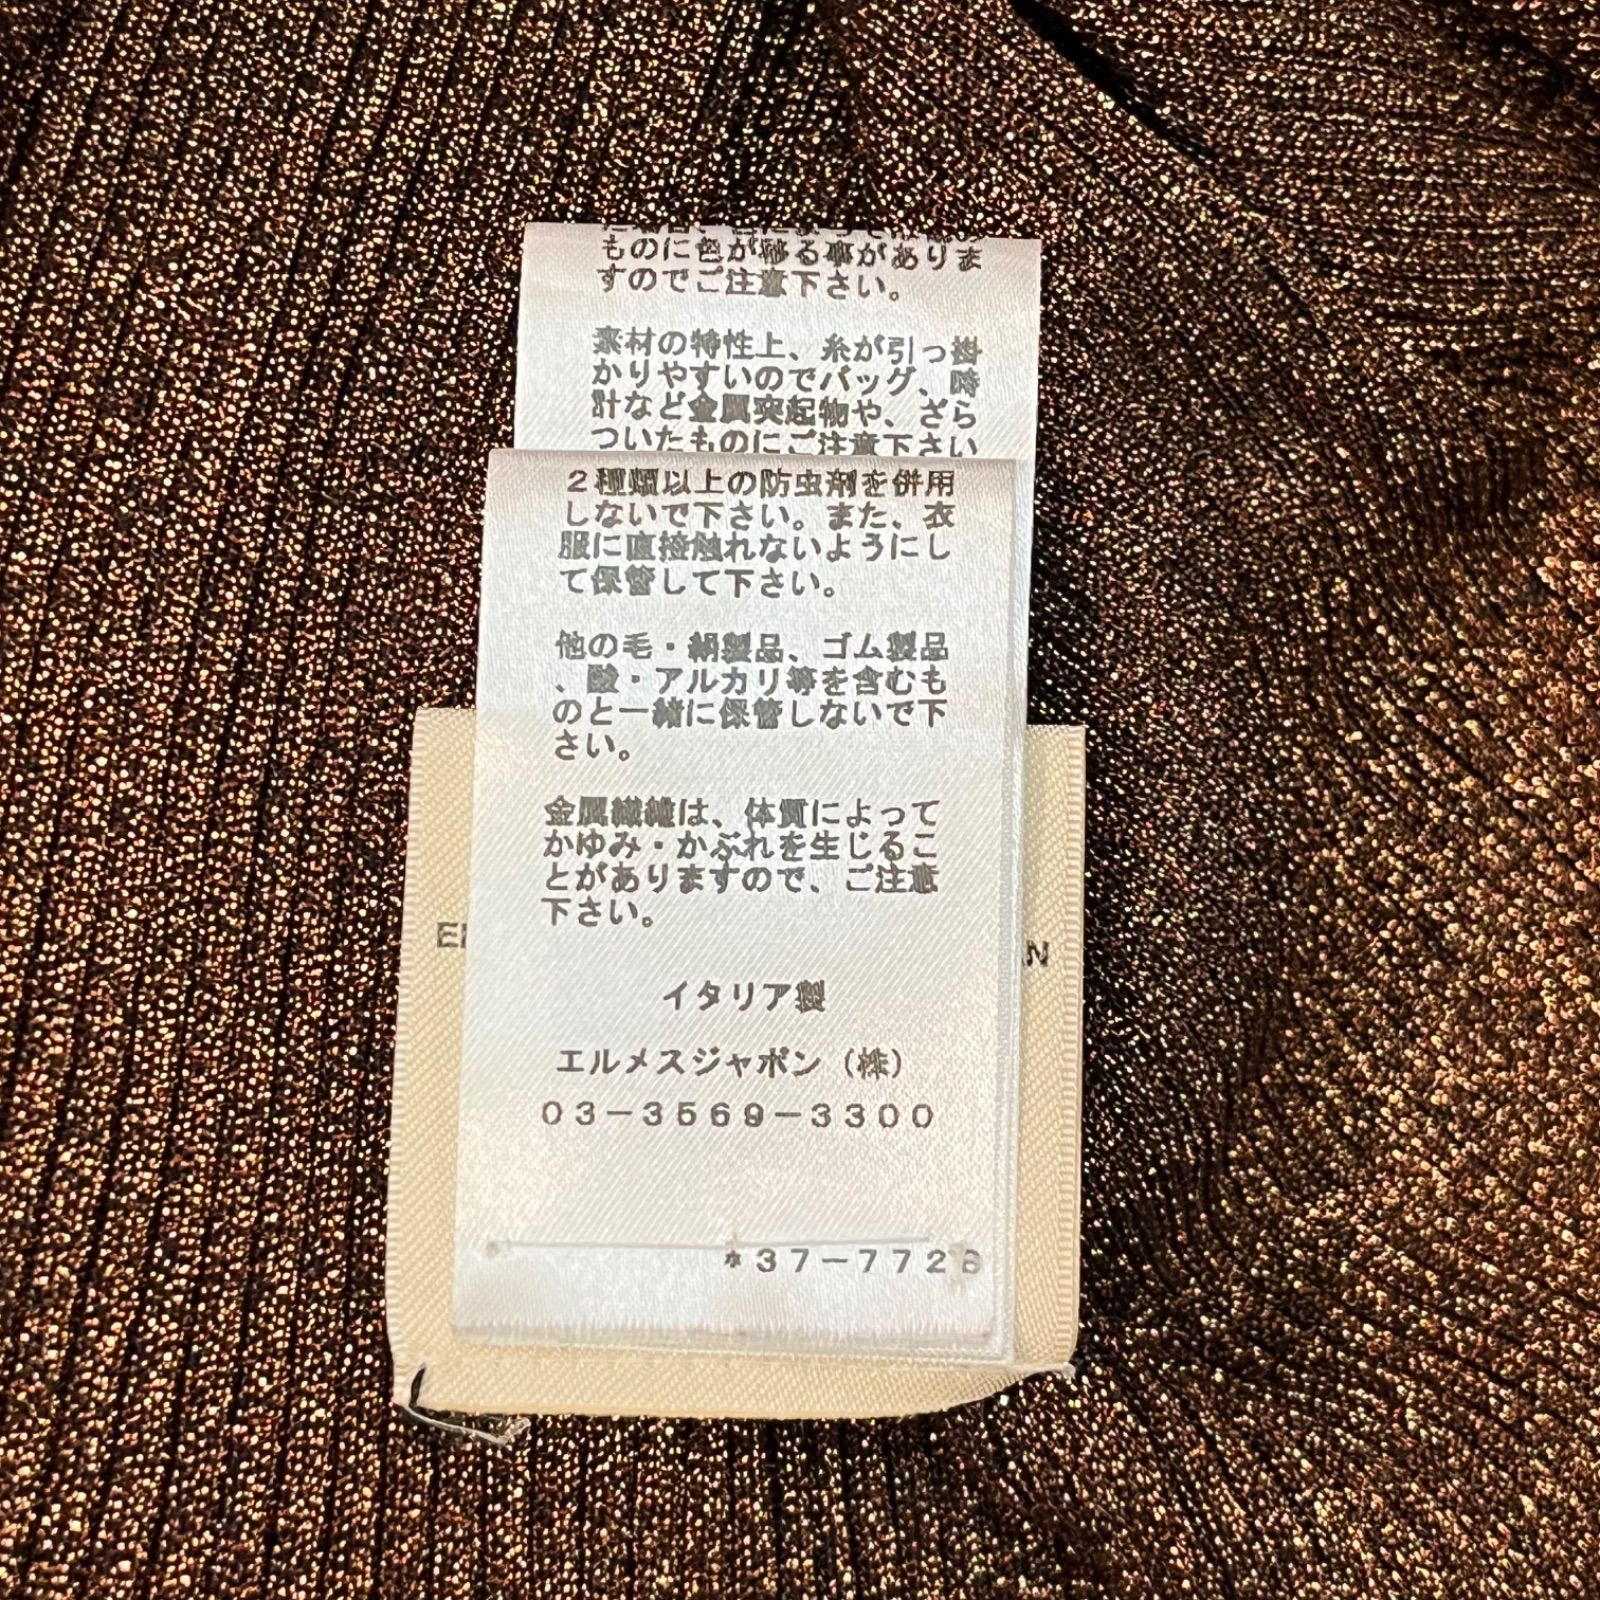 ものに色が移る事がありま
すのでご注意下さい。
素材の特性上、糸が引っ掛
かりやすいのでバッグ、時
計など金属突起物や、ざら
ついたものにご注意下さい
2種類以上の防虫剤を併用
しないで下さい。また、衣
服に直接触れないようにし
て保管して下さい。
他の毛・絹製品、ゴム製品
、酸・アルカリ等を含むも
のと一緒に保管しないで下
さい。
金属繊維は、体質によって
かゆみ・かぶれを生じるこ
とがありますので、ご注意
下さい。
イタリア製
エルメスジャポン(株)
03-3569-3300
*37-7726